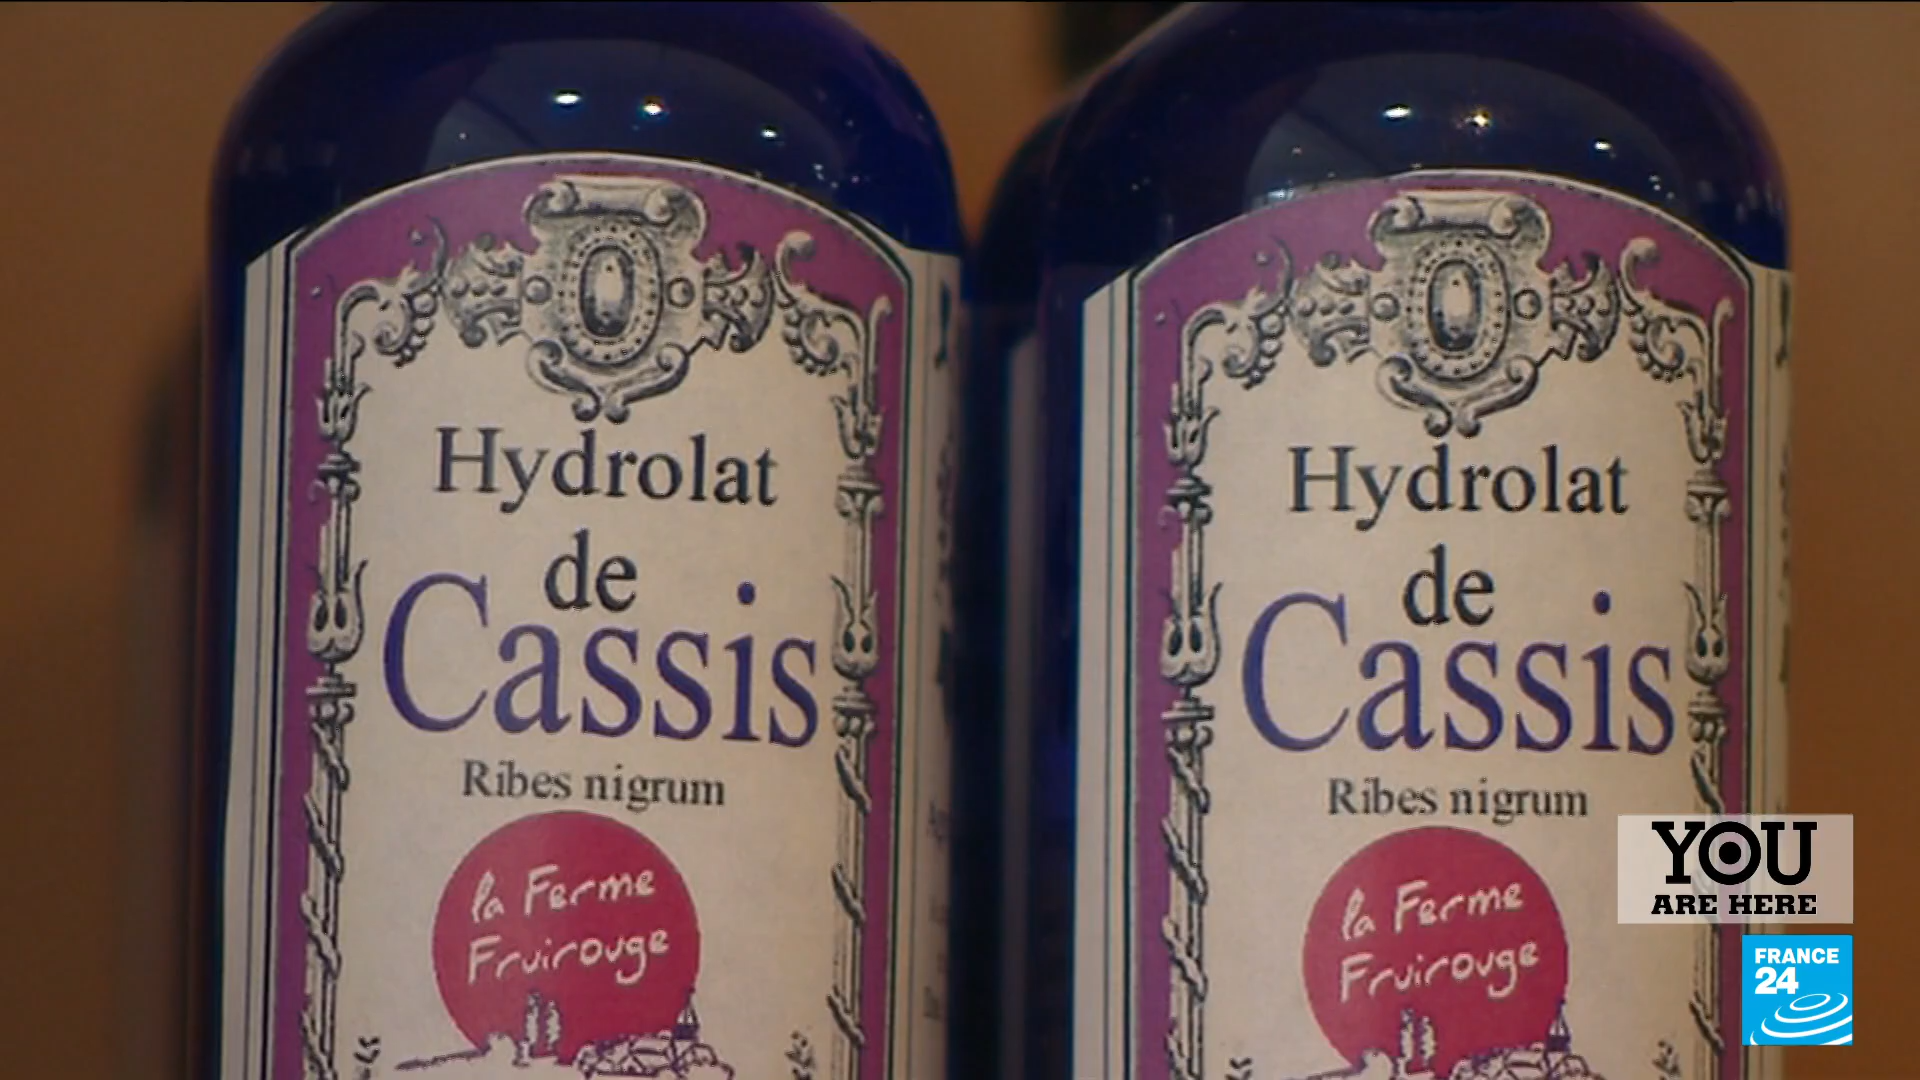 Hydrolat
de
Cassis
Ribes nigrum
la Ferme
Fruirouge
Hydrolat
de
Cassis
Ribes nigrum
la Ferme
Fruirouge
YOU
ARE HERE
FRANCE
24